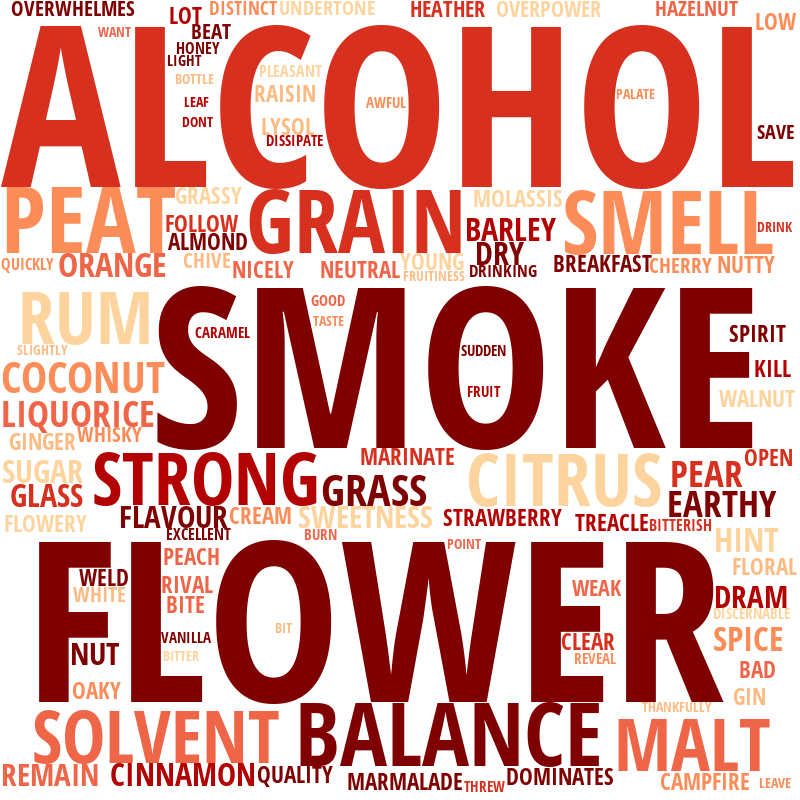 OVERWHELMES
LOT
DISTINCT
UNDERTONE
HEATHER
OVERPOWER
HAZELNUT
LOW
WANT
BEAT
HONEY
LIGHT
BOTTLE
PLEASANT
RAISIN
LEAF
DONT
LYSOL
DISSIPATE
AWFUL
PALATE
SAVE
ALCOHOL
PEAT
GRASSY
FOLLOW
ALMOND
GRAIN
MOLASSIS
BARLEY
DRY
SMELL
DRINK
QUICKLY
ORANGE
CHIVE
NICELY
NEUTRAL
YOUNG
FRUITINESS
DRINKING
BREAKFAST
CHERRY
NUTTY
RUM
SLIGHTLY
COCONUT
LIQUORICE
GINGER
WHISKY
CARAMEL
GOOD
TASTE
SUDDEN
FRUIT
SMOKE
SPIRIT
KILL
WALNUT
SUGAR
GLASS
FLOWERY
STRONG
MARINATE
GRASS
CITRUS
PEAR
OPEN
EARTHY
FLAVOUR
EXCELLENT
CREAM
SWEETNESS
BURN
STRAWBERRY
TREACLE
BITTERISH
HINT
POINT
PEACH
WELD
WHITE
RIVAL
BITE
FLORAL
WEAK
DRAM
DISCERNABLE
NUT
VANILLA
BITTER
BIT
FLOWER
CLEAR
REVEAL
SPICE
BAD
OAKY
GIN
THANKFULLY
SOLVENT
BALANCE
MALT
REMAIN
CINNAMON
QUALITY
MARMALADE
THREW
DOMINATES
CAMPFIRE
LEAVE